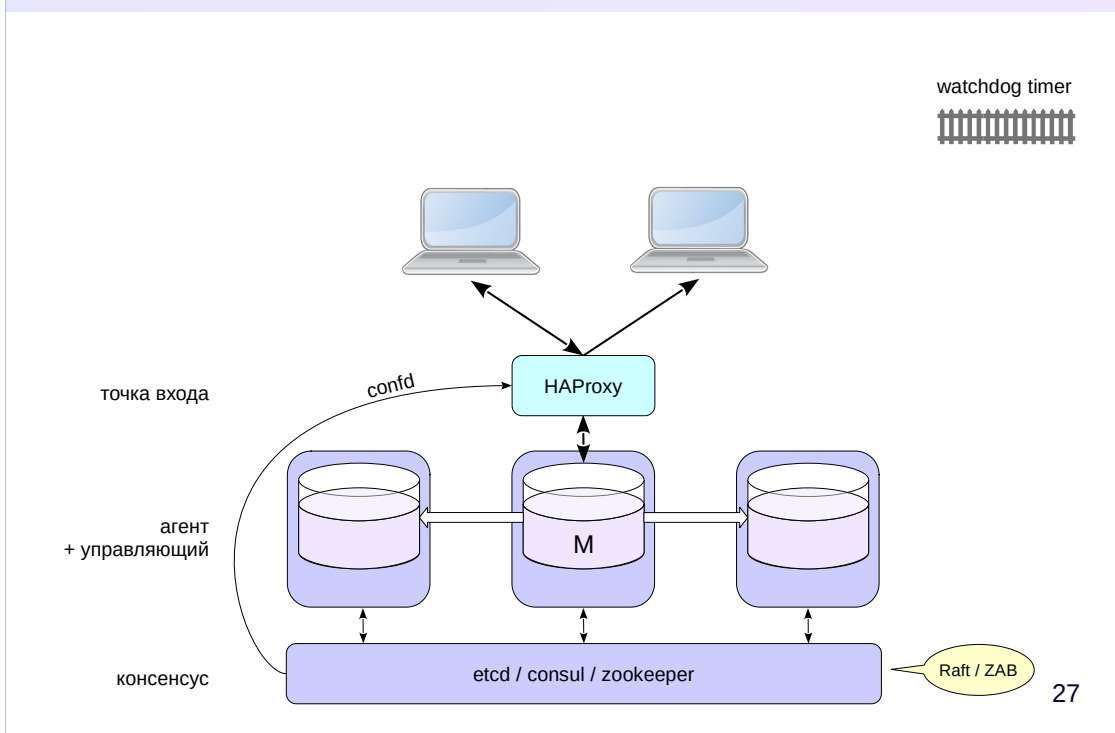 watchdog timer
точка входа
confd
HAProxy
агент
+ управляющий
M
консенсус
etcd / consul / zookeeper
Raft / ZAB
27